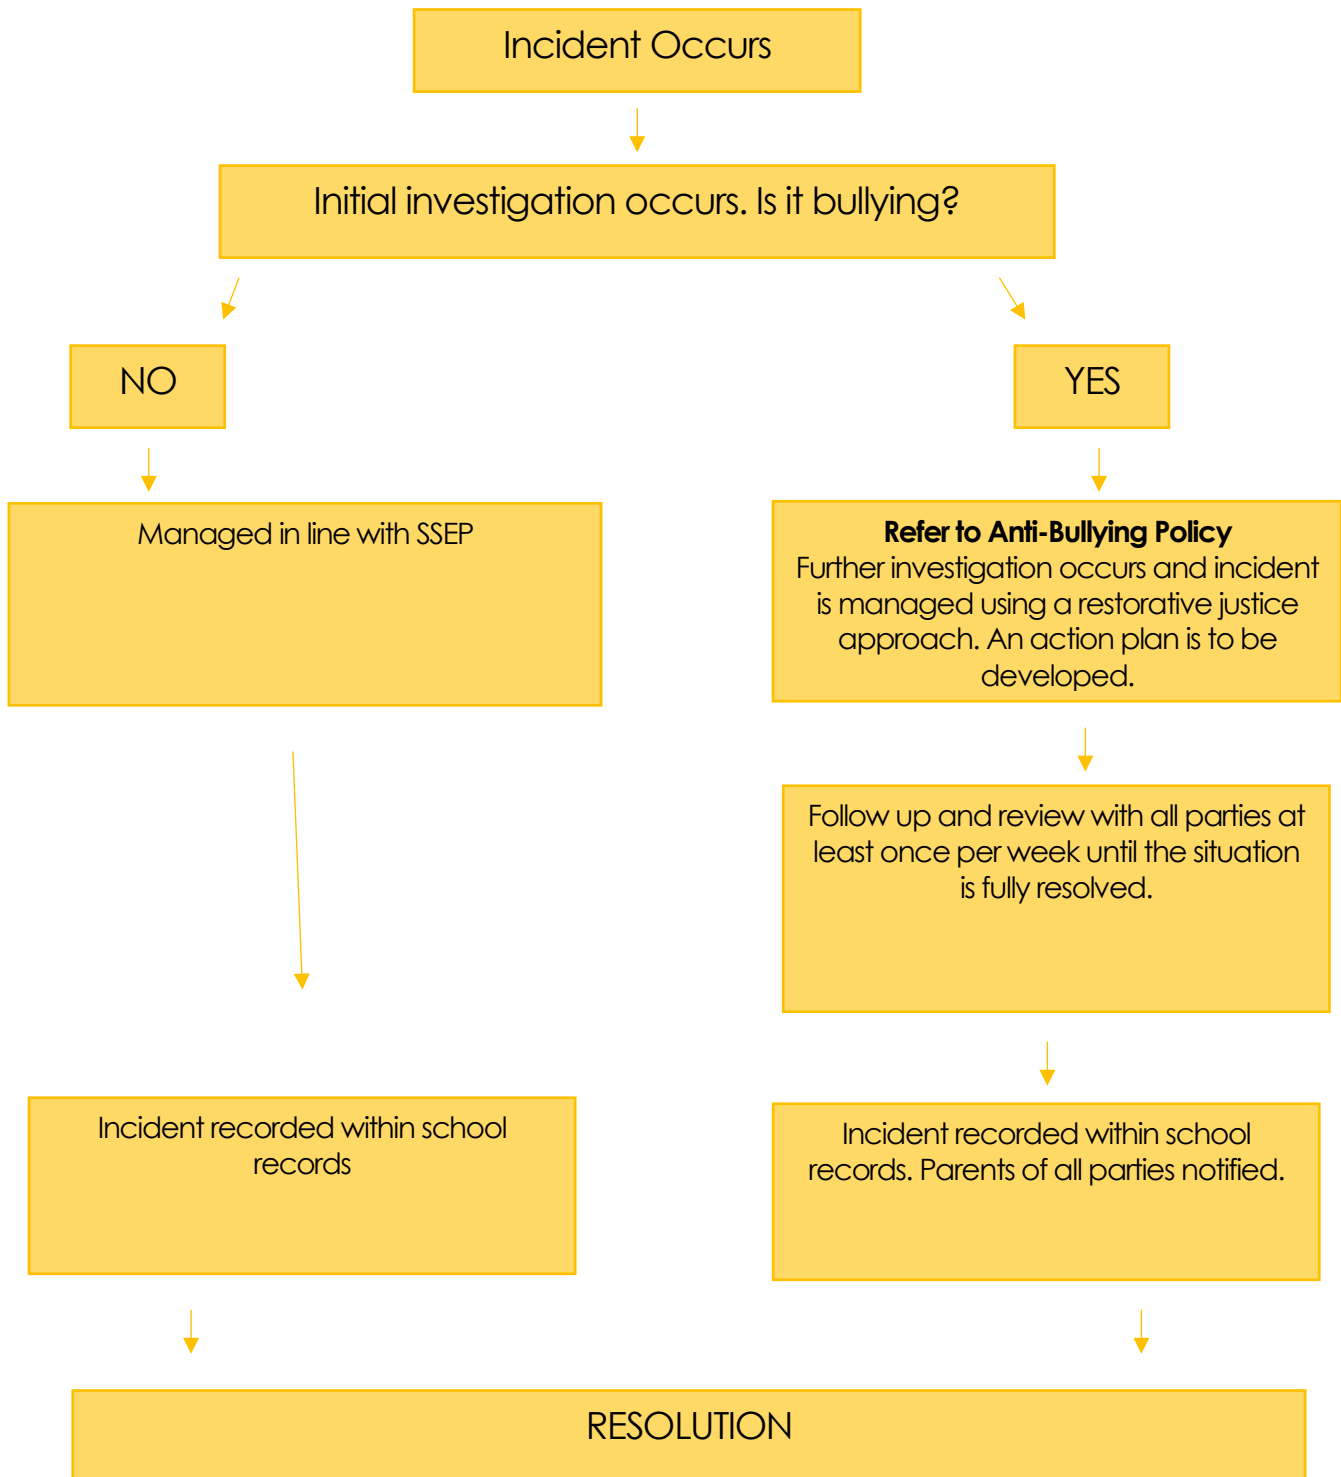 Incident Occurs
Initial investigation occurs. Is it bullying?
NO
YES
Managed in line with SSEP
Refer to Anti-Bullying Policy
Further investigation occurs and incident
is managed using a restorative justice
approach. An action plan is to be
developed.
Follow up and review with all parties at
least once per week until the situation
is fully resolved.
Incident recorded within school
records
Incident recorded within school
records. Parents of all parties notified.
RESOLUTION